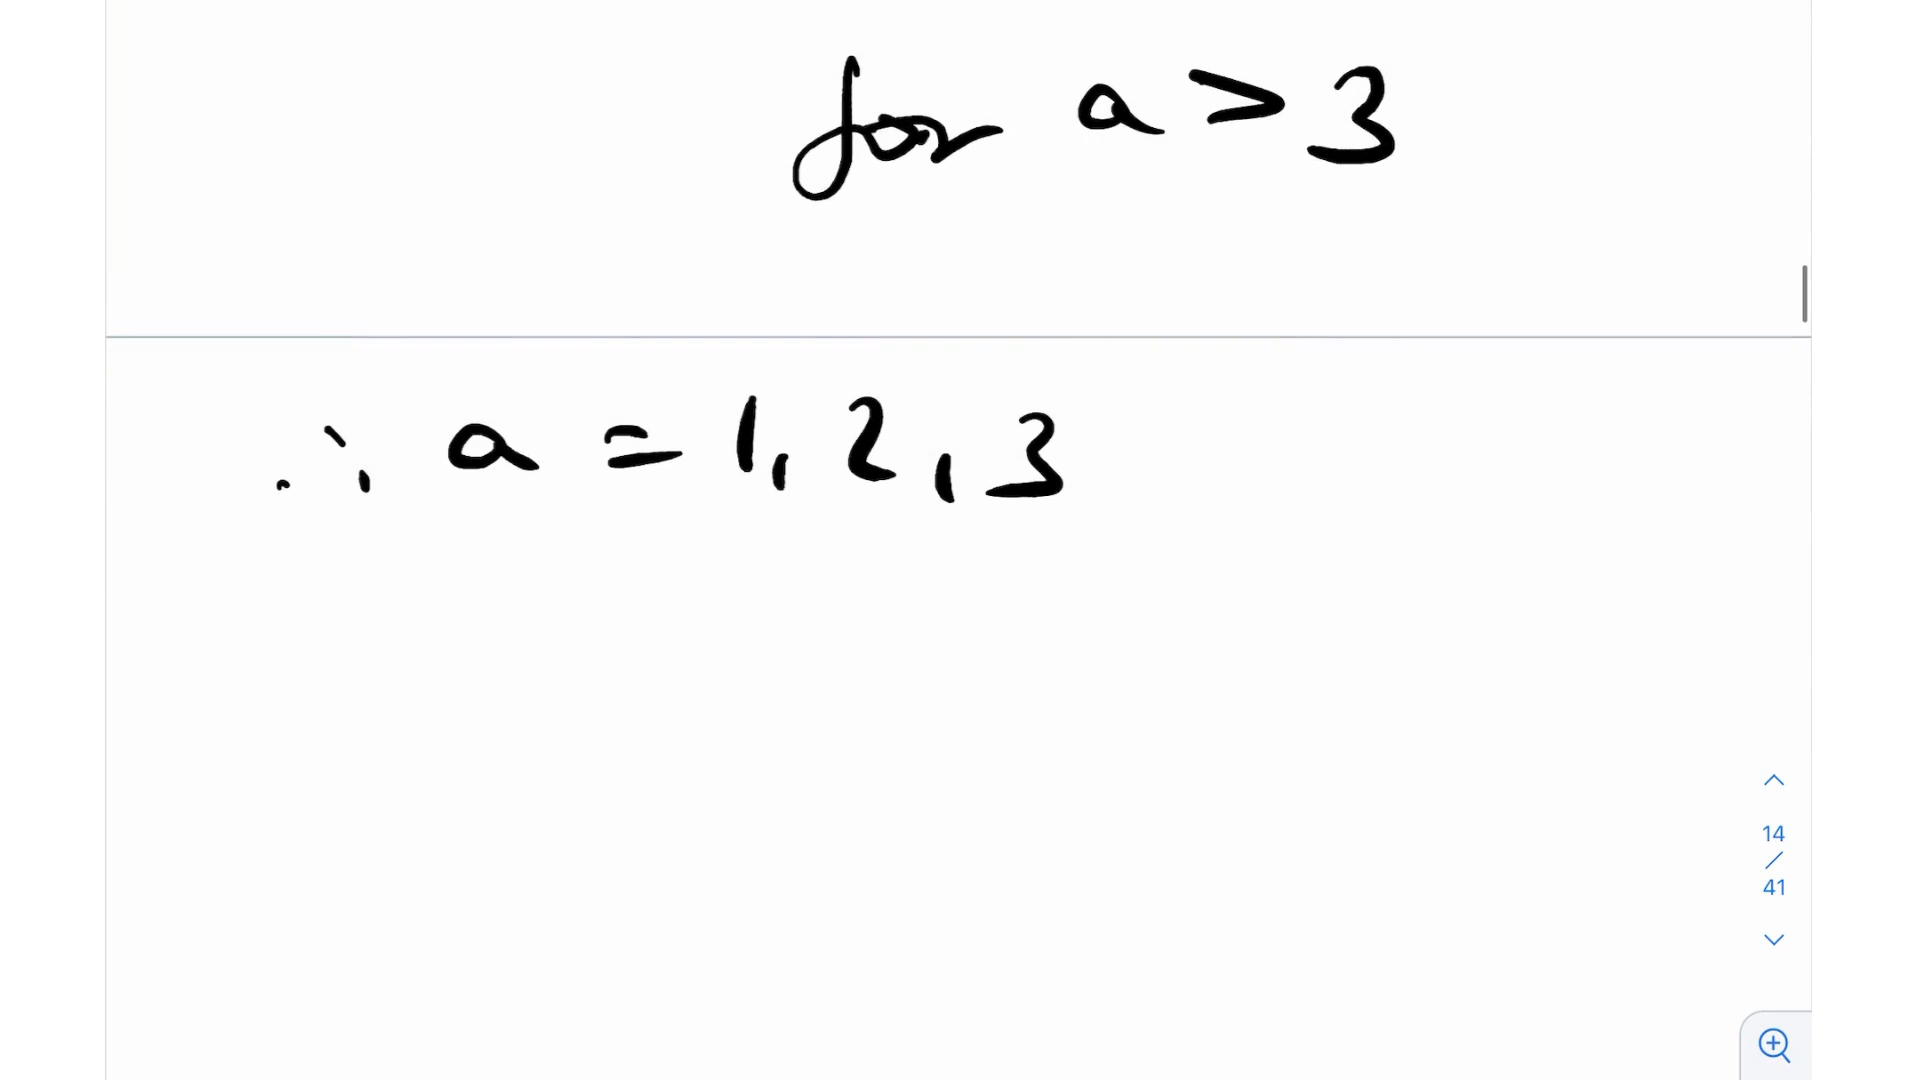 for a > 3
∴ a = 1, 2, 3
14
/
41